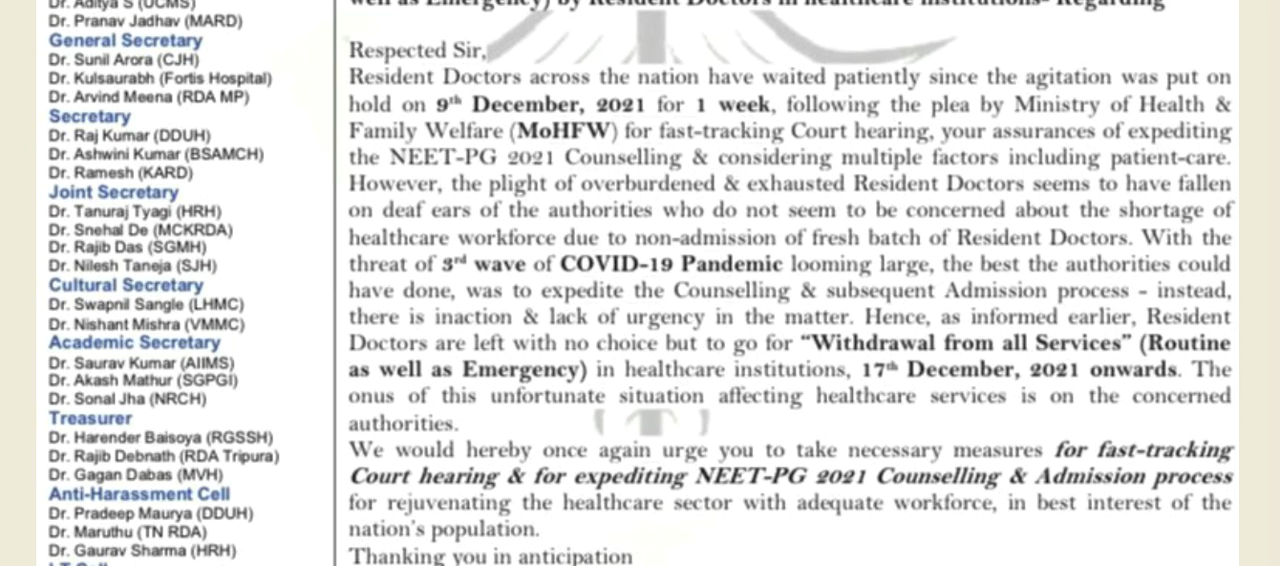 Dr. Aditya S (UCMS)
Dr. Pranav Jadhav (MARD)
General Secretary
Dr. Sunil Arora (CJH)
Dr. Kulsaurabh (Fortis Hospital)
Dr. Arvind Meena (RDA MP)
Secretary
Dr. Raj Kumar (DDUH)
Dr. Ashwini Kumar (BSAMCH)
Dr. Ramesh (KARD)
Joint Secretary
Dr. Tanuraj Tyagi (HRH)
Dr. Snehal De (MCKRDA)
Dr. Rajib Das (SGMH)
Dr. Nilesh Taneja (SJH)
Cultural Secretary
Dr. Swapnil Sangle (LHMC)
Dr. Nishant Mishra (VMMC)
Academic Secretary
Dr. Saurav Kumar (AIIMS)
Dr. Akash Mathur (SGPGI)
Dr. Sonal Jha (NRCH)
Treasurer
Dr. Harender Baisoya (RGSSH)
Dr. Rajib Debnath (RDA Tripura)
Dr. Gagan Dabas (MVH)
Anti-Harassment Cell
Dr. Pradeep Maurya (DDUH)
Dr. Maruthu (TN RDA)
Dr. Gaurav Sharma (HRH)
well as Emergency) by Resident Doctors in healthcare institutions- Regarding
Respected Sir,
Resident Doctors across the nation have waited patiently since the agitation was put on
hold on 9th December, 2021 for 1 week, following the plea by Ministry of Health &
Family Welfare (MoHFW) for fast-tracking Court hearing, your assurances of expediting
the NEET-PG 2021 Counselling & considering multiple factors including patient-care.
However, the plight of overburdened & exhausted Resident Doctors seems to have fallen
on deaf ears of the authorities who do not seem to be concerned about the shortage of
healthcare workforce due to non-admission of fresh batch of Resident Doctors. With the
threat of 3rd wave of COVID-19 Pandemic looming large, the best the authorities could
have done, was to expedite the Counselling & subsequent Admission process - instead,
there is inaction & lack of urgency in the matter. Hence, as informed earlier, Resident
Doctors are left with no choice but to go for “Withdrawal from all Services” (Routine
as well as Emergency) in healthcare institutions, 17th December, 2021 onwards. The
onus of this unfortunate situation affecting healthcare services is on the concerned
authorities.
We would hereby once again urge you to take necessary measures for fast-tracking
Court hearing & for expediting NEET-PG 2021 Counselling & Admission process
for rejuvenating the healthcare sector with adequate workforce, in best interest of the
nation’s population.
Thanking you in anticipation